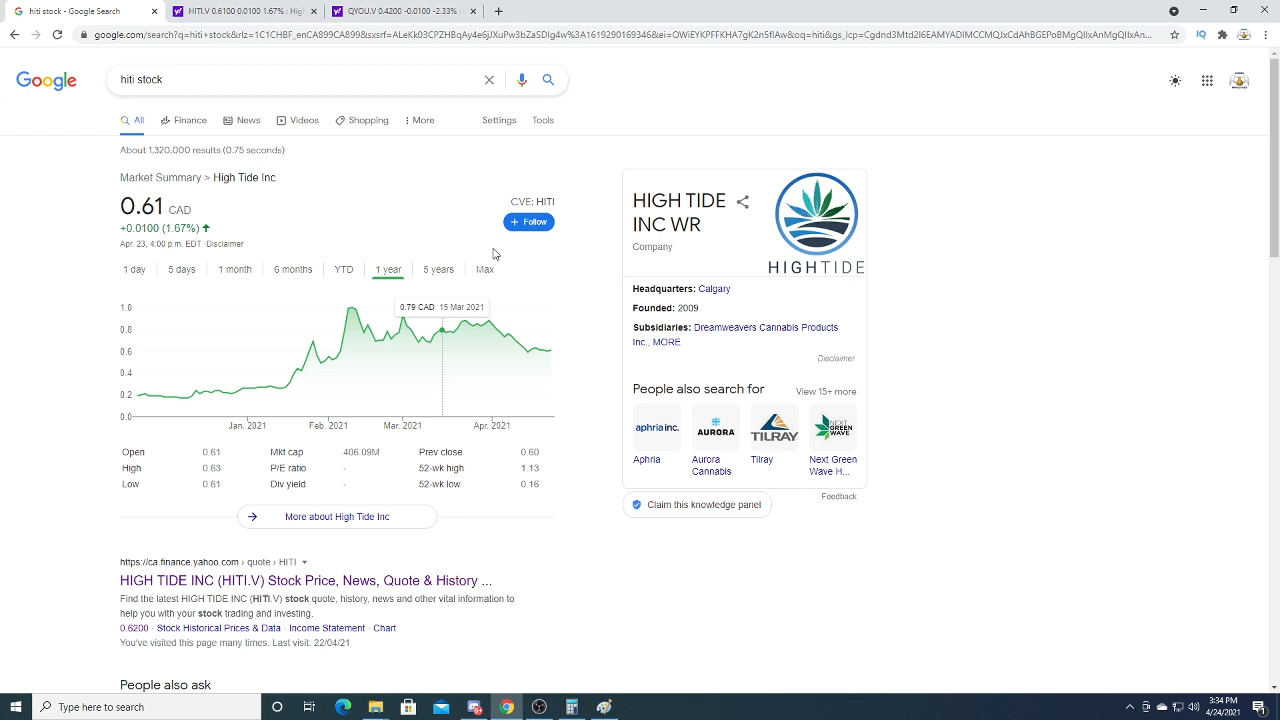 hiti stock - Google Search
HITI.V 0.6100 0.0100 1.67% : High
QYOU.V 0.4200 -0.0100 -2.33% :
Google
hiti stock
All
Finance
News
Videos
Shopping
More
Settings
Tools
About 1,320,000 results (0.75 seconds)
Market Summary > High Tide Inc
0.61 CAD
CVE: HITI
+0.0100 (1.67%)
Follow
Apr. 23, 4:00 p.m. EDT ·Disclaimer
1 day
5 days
1 month
6 months
YTD
1 year
5 years
Max
0.79 CAD 15 Mar 2021
1.0
0.8
0.6
0.4
0.2
0.0
Jan. 2021
Feb. 2021
Mar. 2021
Apr. 2021
Open 0.61 Mkt cap 406.09M Prev close 0.60
High 0.63 P/E ratio - 52-wk high 1.13
Low 0.61 Div yield - 52-wk low 0.16
More about High Tide Inc
https://ca.finance.yahoo.com › quote › HITI
HIGH TIDE INC (HITI.V) Stock Price, News, Quote & History ...
Find the latest HIGH TIDE INC (HITI.V) stock quote, history, news and other vital information to
help you with your stock trading and investing.
0.6200 · Stock Historical Prices & Data · Income Statement · Chart
You've visited this page many times. Last visit: 22/04/21
People also ask
HIGH TIDE
INC WR
Company
HIGHTIDE
Headquarters: Calgary
Founded: 2009
Subsidiaries: Dreamweavers Cannabis Products
Inc., MORE
Disclaimer
People also search for
View 15+ more
aphria inc.
AURORA
TILRAY
NEXT
GREEN
WAVE
Aphria
Aurora
Cannabis
Tilray
Next Green
Wave H...
Feedback
Claim this knowledge panel
Type here to search
3:34 PM
4/24/2021